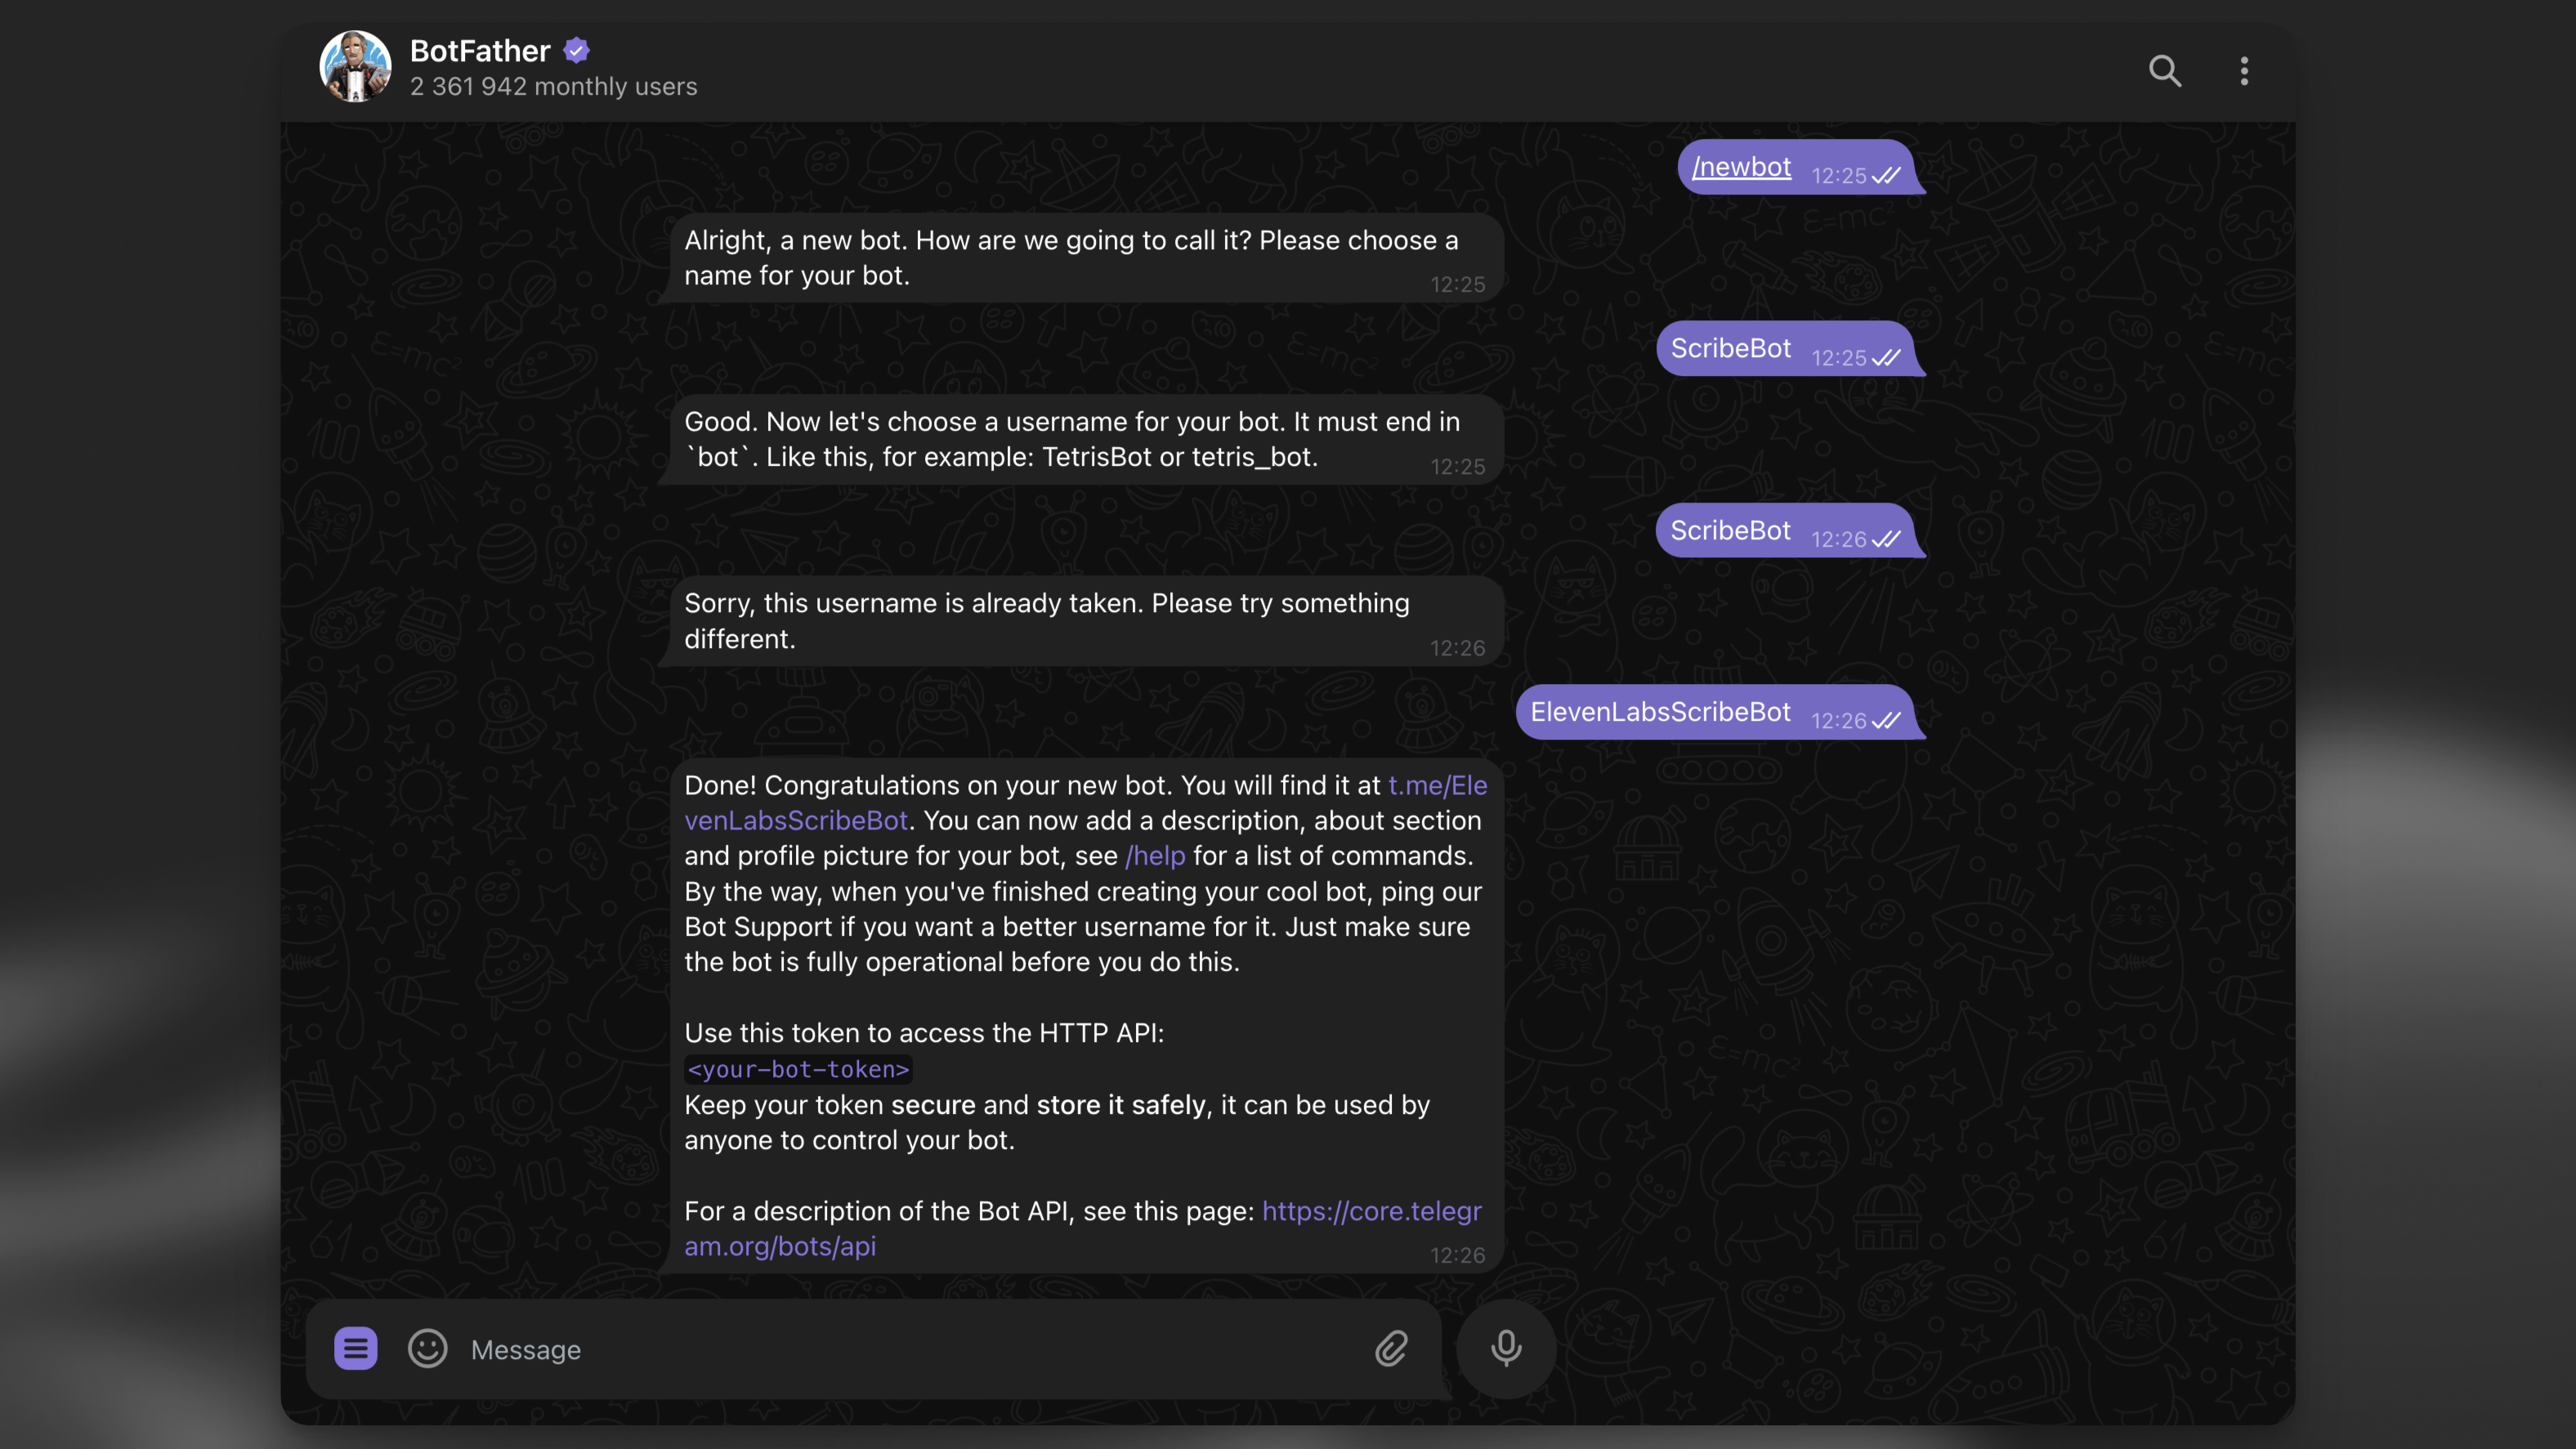 BotFather
2 361 942 monthly users
/newbot 12:25
Alright, a new bot. How are we going to call it? Please choose a
name for your bot.
12:25
ScribeBot 12:25
Good. Now let's choose a username for your bot. It must end in
`bot`. Like this, for example: TetrisBot or tetris_bot.
12:25
ScribeBot 12:26
Sorry, this username is already taken. Please try something
different.
12:26
ElevenLabsScribeBot 12:26
Done! Congratulations on your new bot. You will find it at t.me/Ele
venLabsScribeBot. You can now add a description, about section
and profile picture for your bot, see /help for a list of commands.
By the way, when you've finished creating your cool bot, ping our
Bot Support if you want a better username for it. Just make sure
the bot is fully operational before you do this.
Use this token to access the HTTP API:
<your-bot-token>
Keep your token secure and store it safely, it can be used by
anyone to control your bot.
For a description of the Bot API, see this page: https://core.telegr
am.org/bots/api
12:26
Message